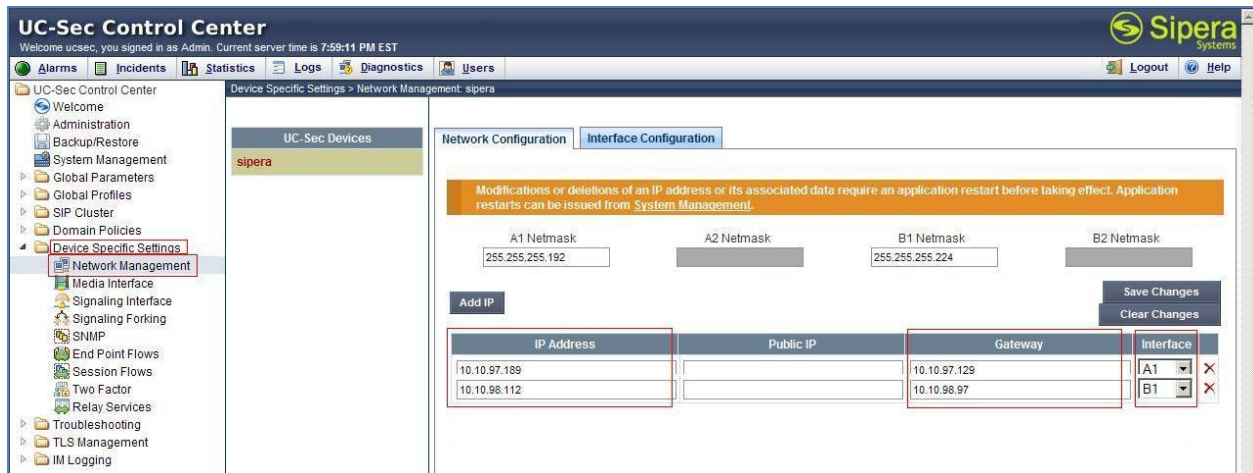 UC-Sec Control Center
Welcome ucsec, you signed in as Admin. Current server time is 7:59:11 PM EST
Sipera
Systems
Alarms Incidents Statistics Logs Diagnostics Users Logout Help
UC-Sec Control Center
Welcome
Administration
Backup/Restore
System Management
Global Parameters
Global Profiles
SIP Cluster
Domain Policies
Device Specific Settings
Network Management
Media Interface
Signaling Interface
Signaling Forking
SNMP
End Point Flows
Session Flows
Two Factor
Relay Services
Troubleshooting
TLS Management
IM Logging
Device Specific Settings > Network Management: sipera
UC-Sec Devices
sipera
Network Configuration Interface Configuration
Modifications or deletions of an IP address or its associated data require an application restart before taking effect. Application
restarts can be issued from System Management.
A1 Netmask A2 Netmask B1 Netmask B2 Netmask
255.255.255.192 255.255.255.224
Add IP
Save Changes
Clear Changes
IP Address Public IP Gateway Interface
10.10.97.189 10.10.97.129 A1
10.10.98.112 10.10.98.97 B1